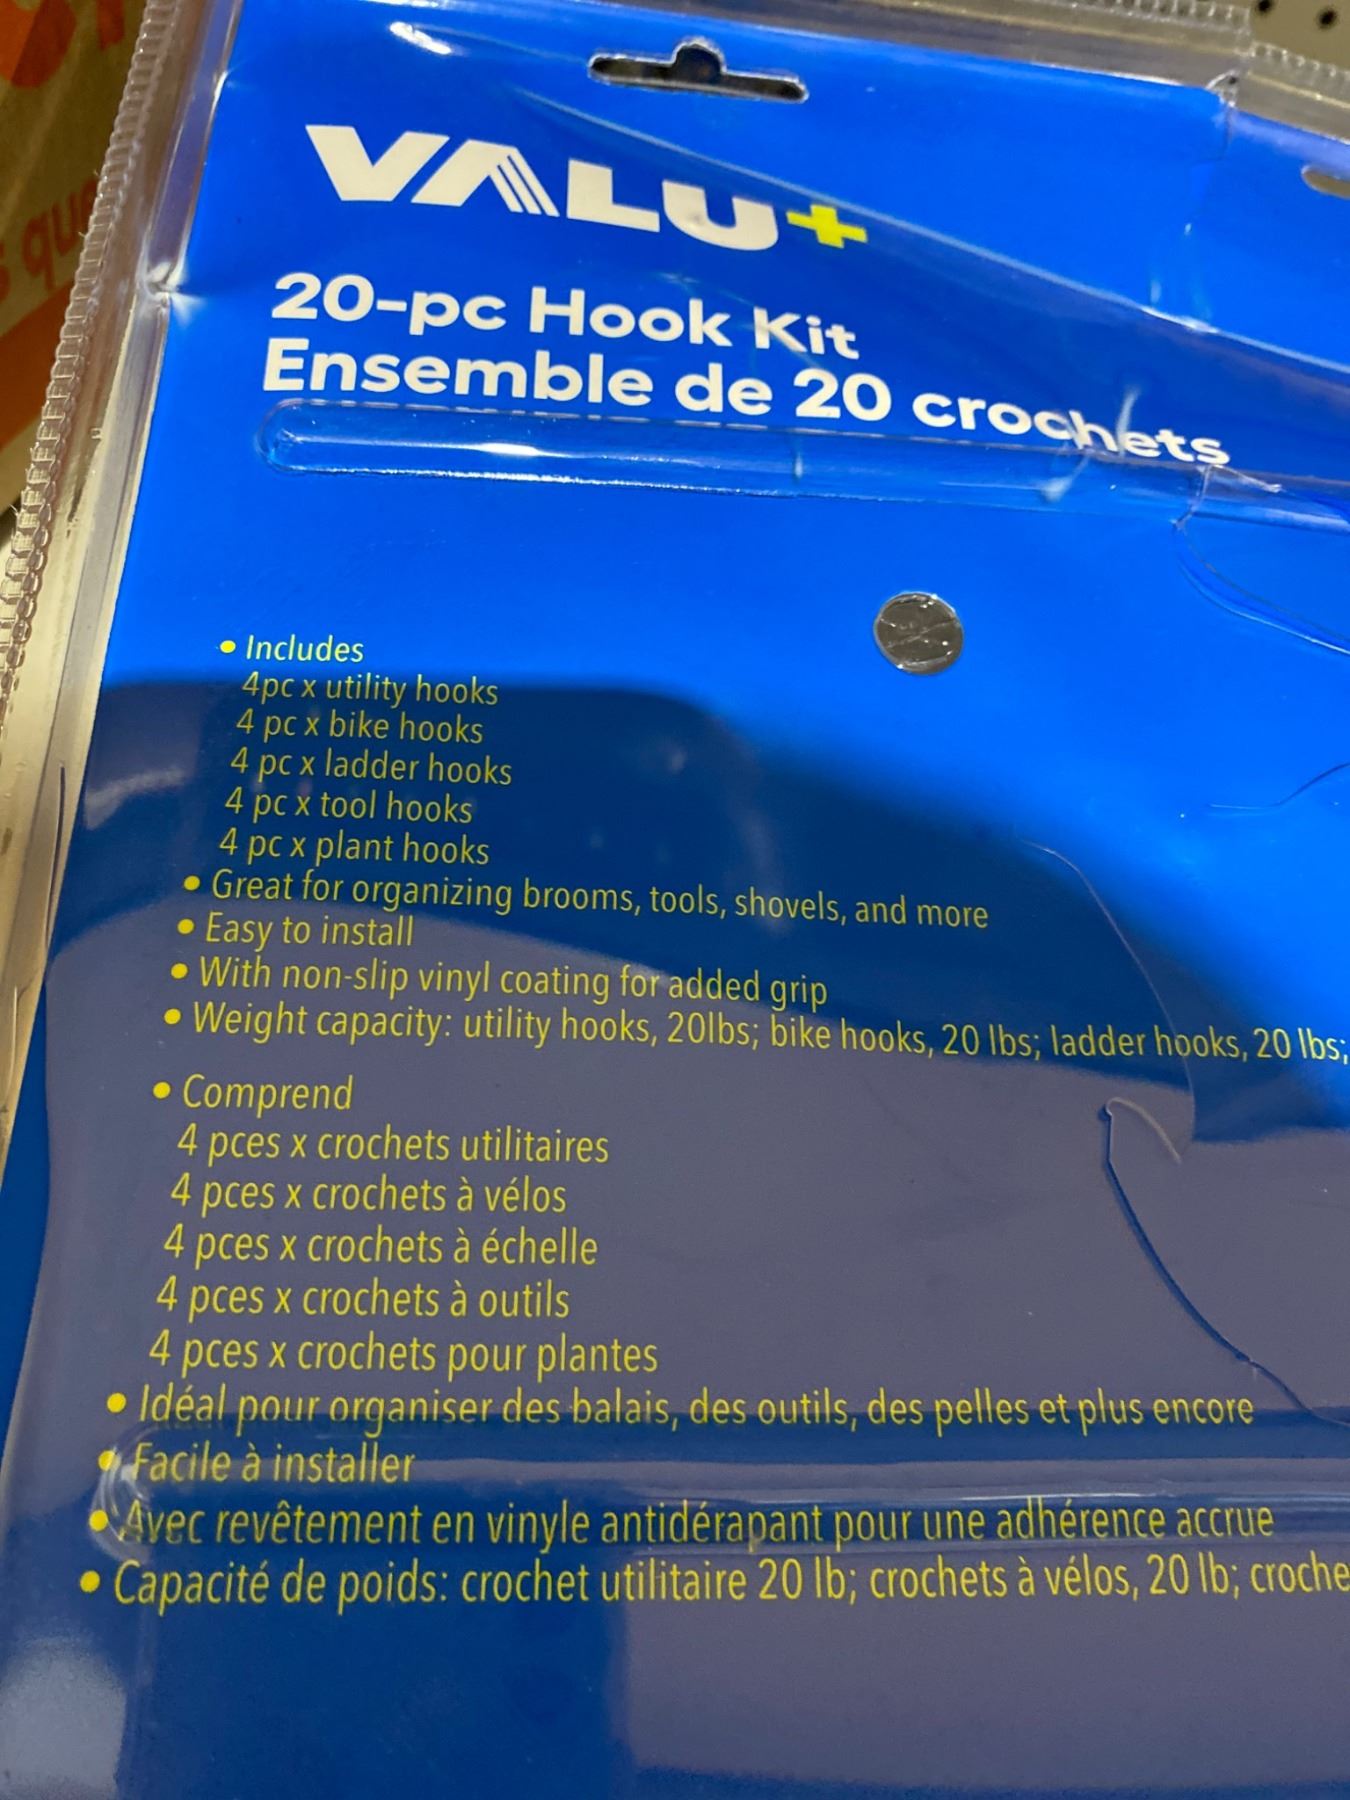 VALU+
20-pc Hook Kit
Ensemble de 20 crochets
• Includes
4pc x utility hooks
4 pc x bike hooks
4 pc x ladder hooks
4 pc x tool hooks
4 pc x plant hooks
• Great for organizing brooms, tools, shovels, and more
• Easy to install
• With non-slip vinyl coating for added grip
• Weight capacity: utility hooks, 20lbs; bike hooks, 20 lbs; ladder hooks, 20 lbs;
• Comprend
4 pces x crochets utilitaires
4 pces x crochets à vélos
4 pces x crochets à échelle
4 pces x crochets à outils
4 pces x crochets pour plantes
• Idéal pour organiser des balais, des outils, des pelles et plus encore
• Facile à installer
• Avec revêtement en vinyle antidérapant pour une adhérence accrue
• Capacité de poids: crochet utilitaire 20 lb; crochets à vélos, 20 lb; croche